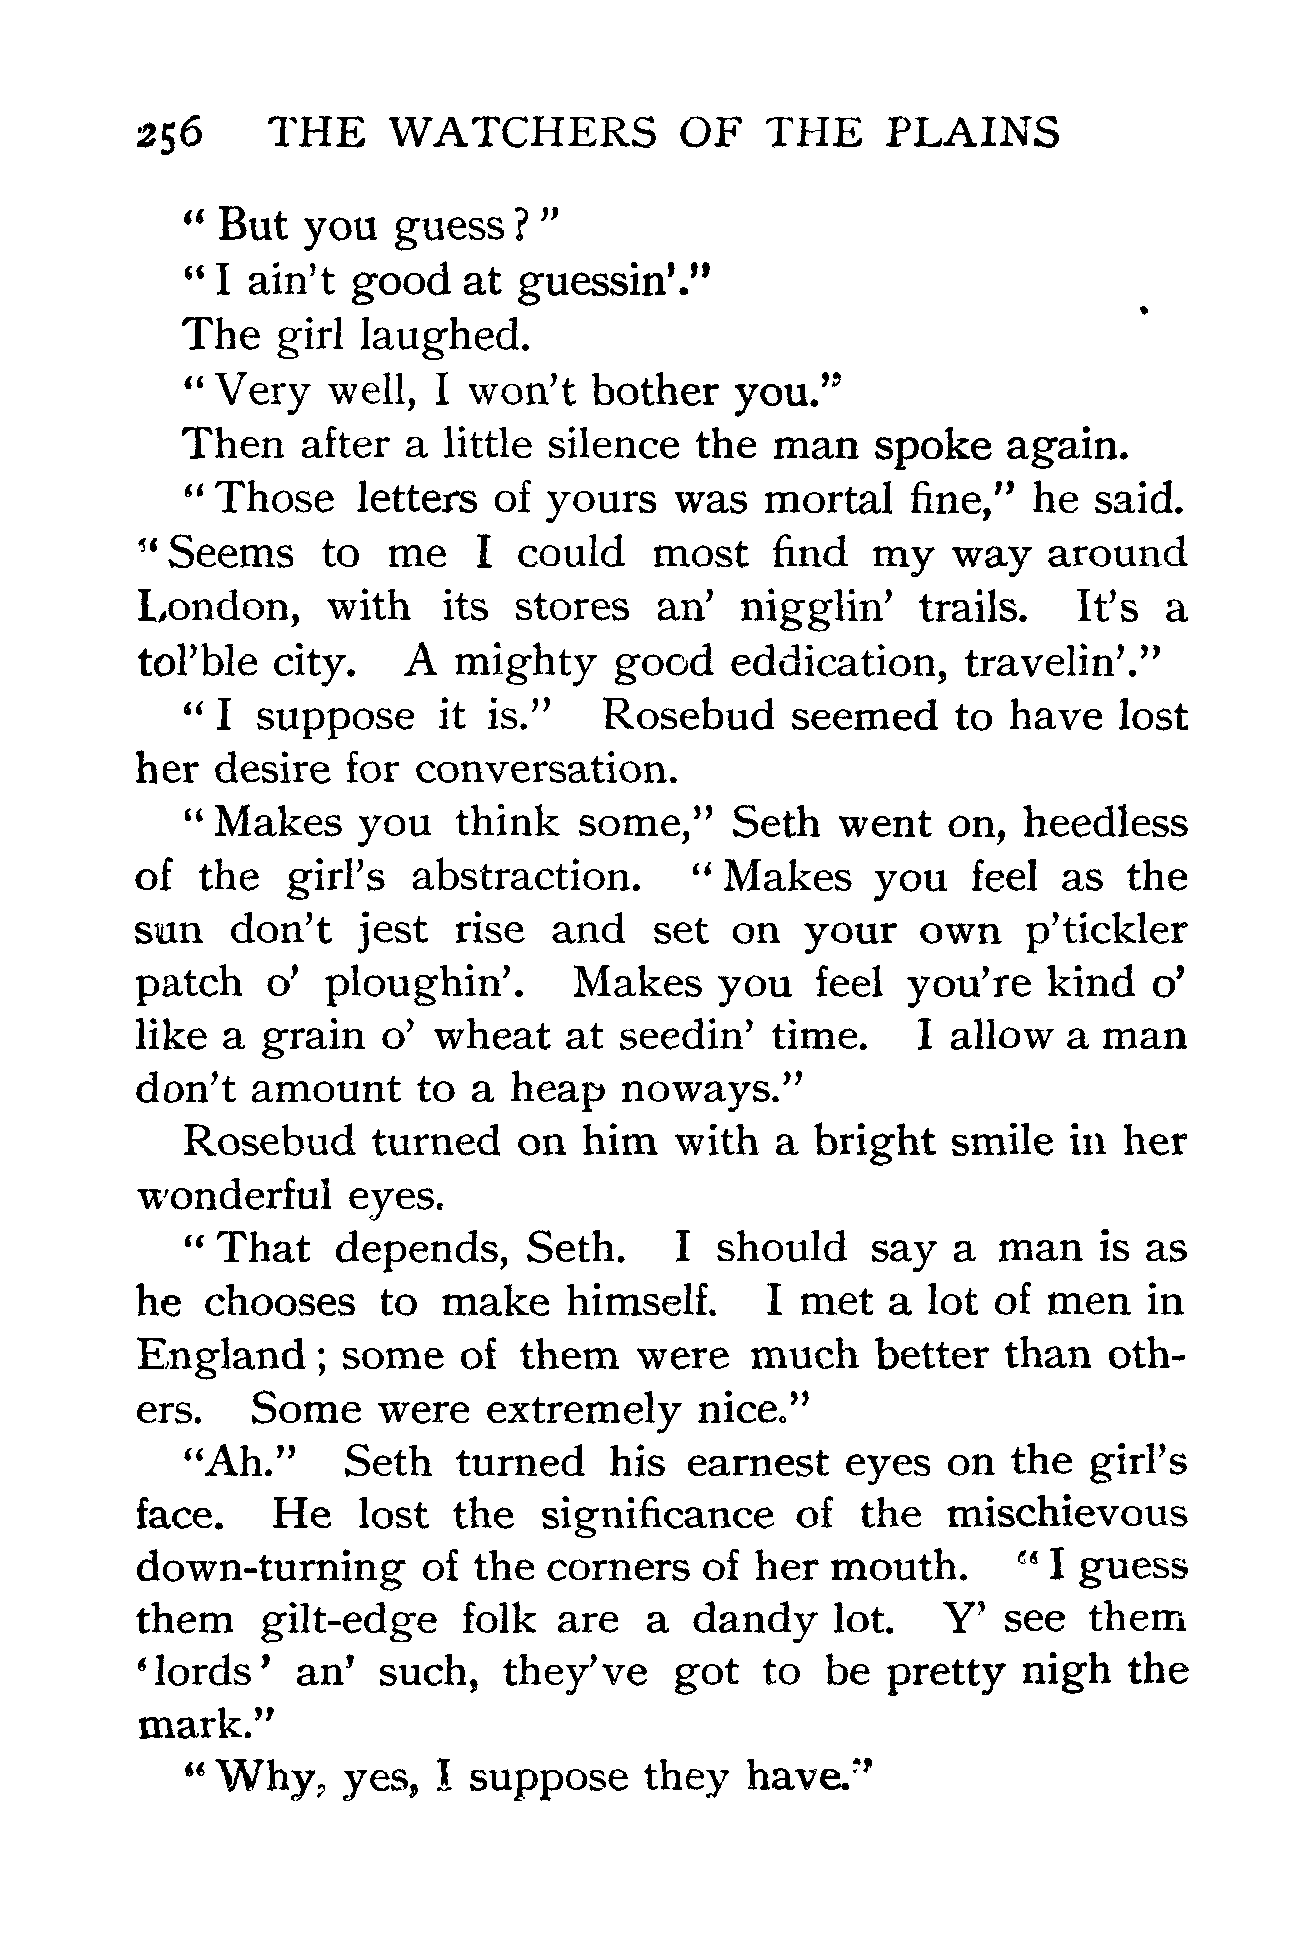 256 THE WATCHERS OF THE PLAINS
" But you guess ? "
" I ain't good at guessin'."
The girl laughed.
" Very well, I won't bother you."
Then after a little silence the man spoke again.
" Those letters of yours was mortal fine," he said.
" Seems to me I could most find my way around
London, with its stores an' nigglin' trails. It's a
tol'ble city. A mighty good eddication, travelin'."
" I suppose it is." Rosebud seemed to have lost
her desire for conversation.
" Makes you think some," Seth went on, heedless
of the girl's abstraction. " Makes you feel as the
sun don't jest rise and set on your own p'tickler
patch o' ploughin'. Makes you feel you're kind o'
like a grain o' wheat at seedin' time. I allow a man
don't amount to a heap noways."
Rosebud turned on him with a bright smile in her
wonderful eyes.
" That depends, Seth. I should say a man is as
he chooses to make himself. I met a lot of men in
England ; some of them were much better than oth-
ers. Some were extremely nice."
"Ah." Seth turned his earnest eyes on the girl's
face. He lost the significance of the mischievous
down-turning of the corners of her mouth. " I guess
them gilt-edge folk are a dandy lot. Y' see them
' lords ' an' such, they've got to be pretty nigh the
mark."
" Why, yes, I suppose they have."